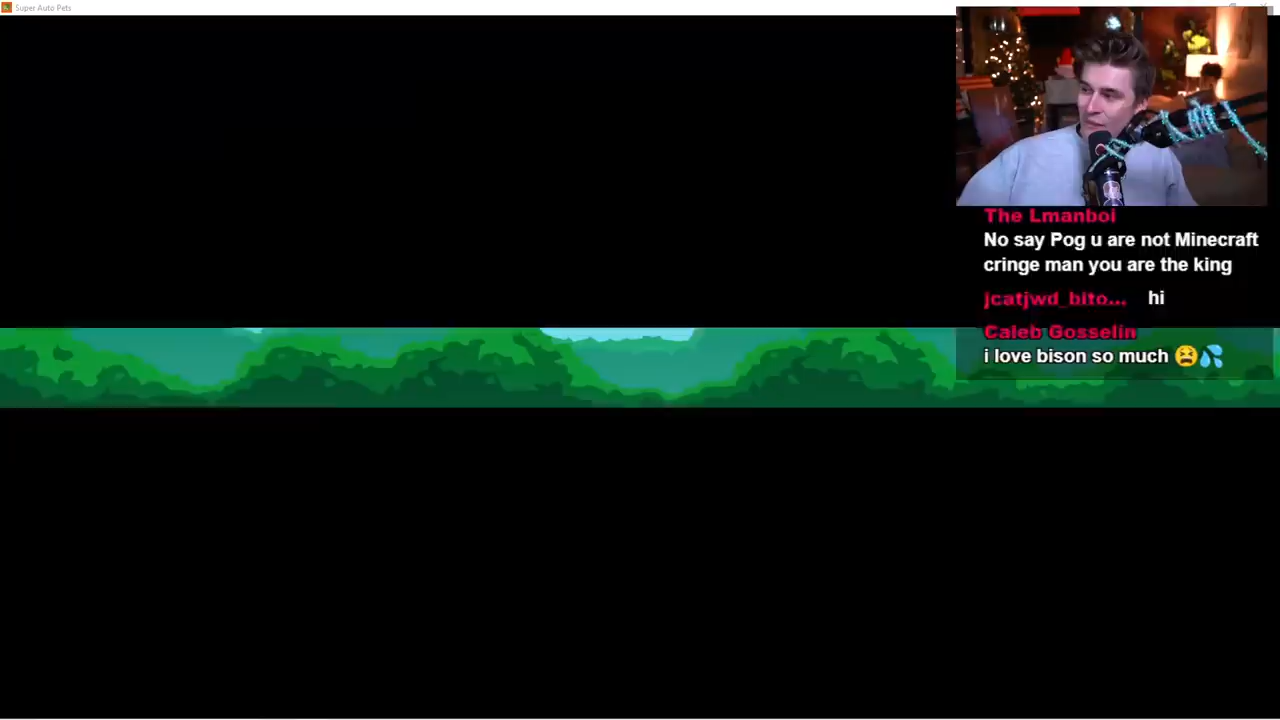 Super Auto Pets
The Lmanboi
No say Pog u are not Minecraft
cringe man you are the king
jcatjwd_bito... hi
Caleb Gosselin
i love bison so much 😫💦